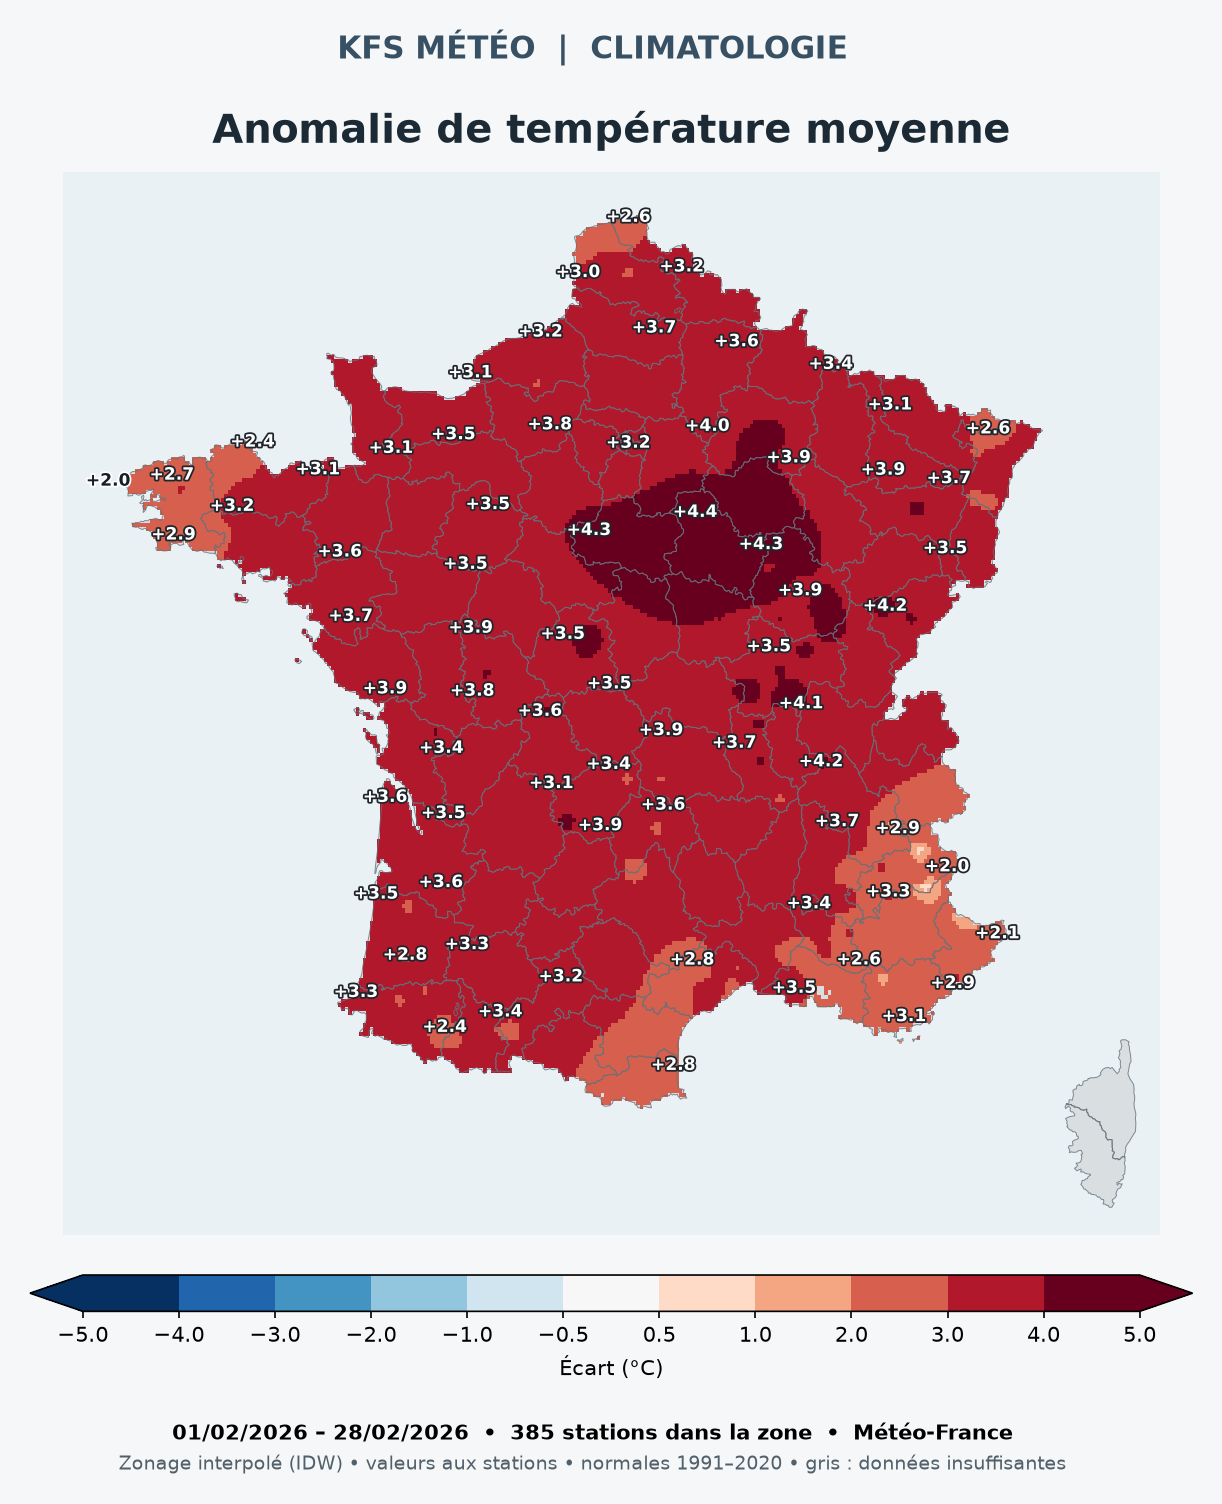 KFS MÉTÉO | CLIMATOLOGIE
Anomalie de température moyenne
+2.6
+3.0 +3.2
+3.2 +3.7 +3.6
+3.1 +3.4
+3.1
+3.8 +4.0 +2.6
+2.4 +3.1 +3.5 +3.2
+3.9
+2.0 +2.7 +3.1 +3.9 +3.7
+3.2 +3.5 +4.4
+2.9 +4.3 +4.3 +3.5
+3.6 +3.5
+3.9 +4.2
+3.7 +3.9 +3.5
+3.5
+3.9 +3.8 +3.5
+3.6 +4.1
+3.4 +3.9 +3.7
+3.4 +4.2
+3.6 +3.1
+3.5 +3.6
+3.9 +3.7 +2.9
+2.0
+3.5 +3.6 +3.3
+3.4
+2.1
+2.8 +3.3 +2.8 +2.6
+3.3 +3.2 +3.5 +2.9
+2.4 +3.4 +3.1
+2.8
−5.0 −4.0 −3.0 −2.0 −1.0 −0.5 0.5 1.0 2.0 3.0 4.0 5.0
Écart (°C)
01/02/2026 – 28/02/2026 • 385 stations dans la zone • Météo-France
Zonage interpolé (IDW) • valeurs aux stations • normales 1991–2020 • gris : données insuffisantes